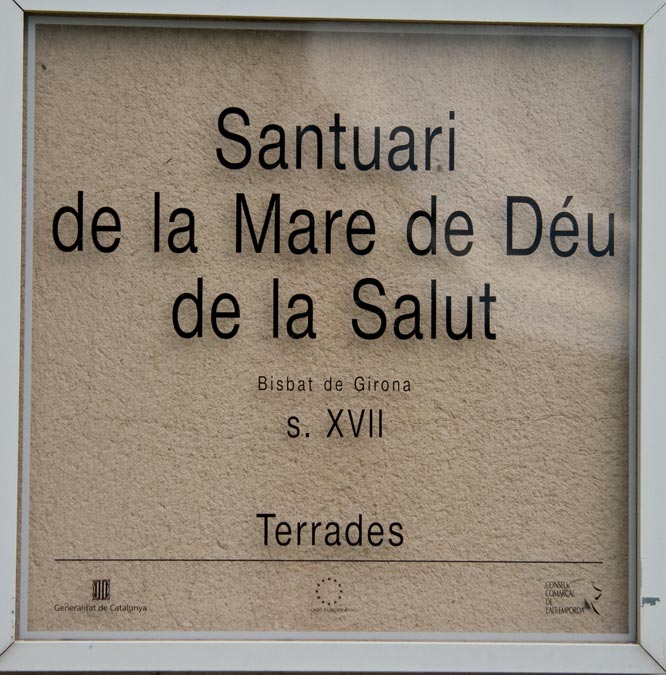 Santuari
de la Mare de Déu
de la Salut
Bisbat de Girona
s. XVII
Terrades
Generalitat de Catalunya
CONSELL
COMARCAL
DE
L'ALT EMPORDÀ